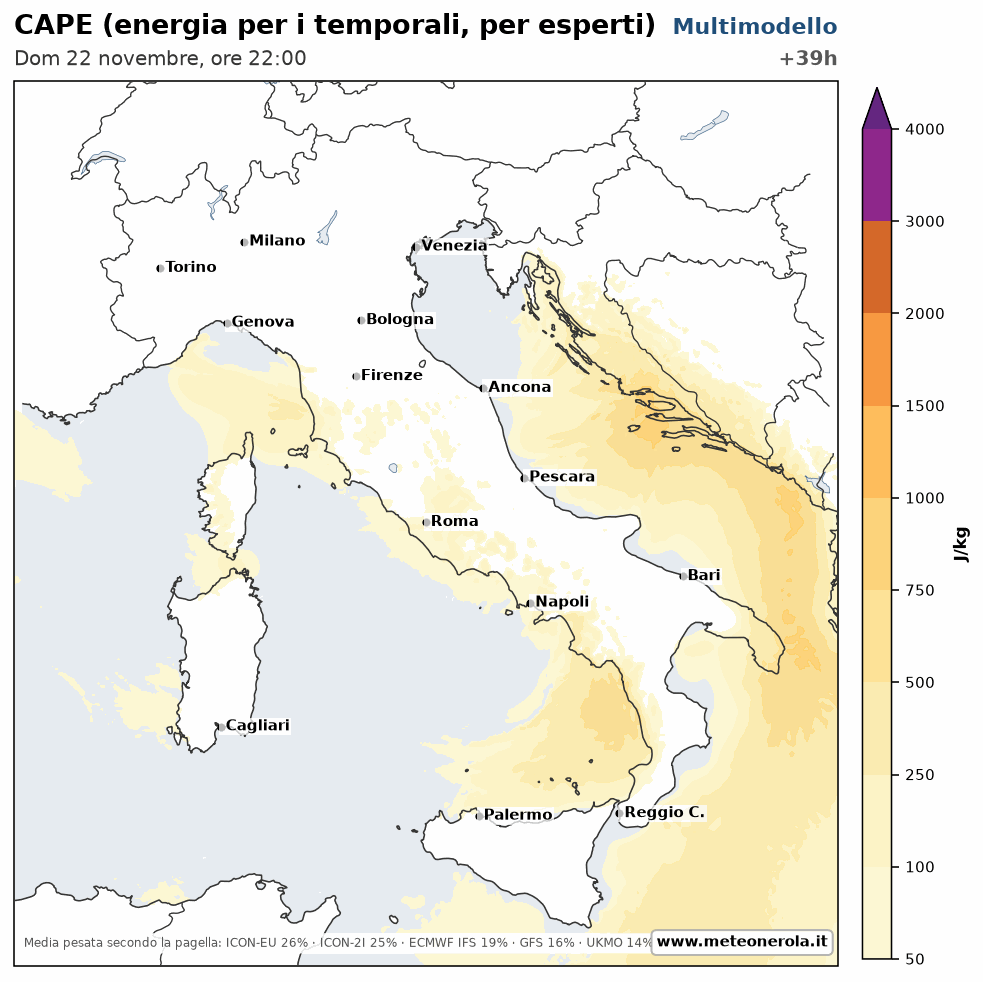 CAPE (energia per i temporali, per esperti) Multimodello
Dom 22 novembre, ore 22:00 +39h
4000
3000
2000
1500
1000
750
500
250
100
50
J/kg
Milano
Venezia
Torino
Genova
Bologna
Firenze
Ancona
Pescara
Roma
Bari
Napoli
Cagliari
Palermo
Reggio C.
Media pesata secondo la pagella: ICON-EU 26% · ICON-2I 25% · ECMWF IFS 19% · GFS 16% · UKMO 14%
www.meteonerola.it